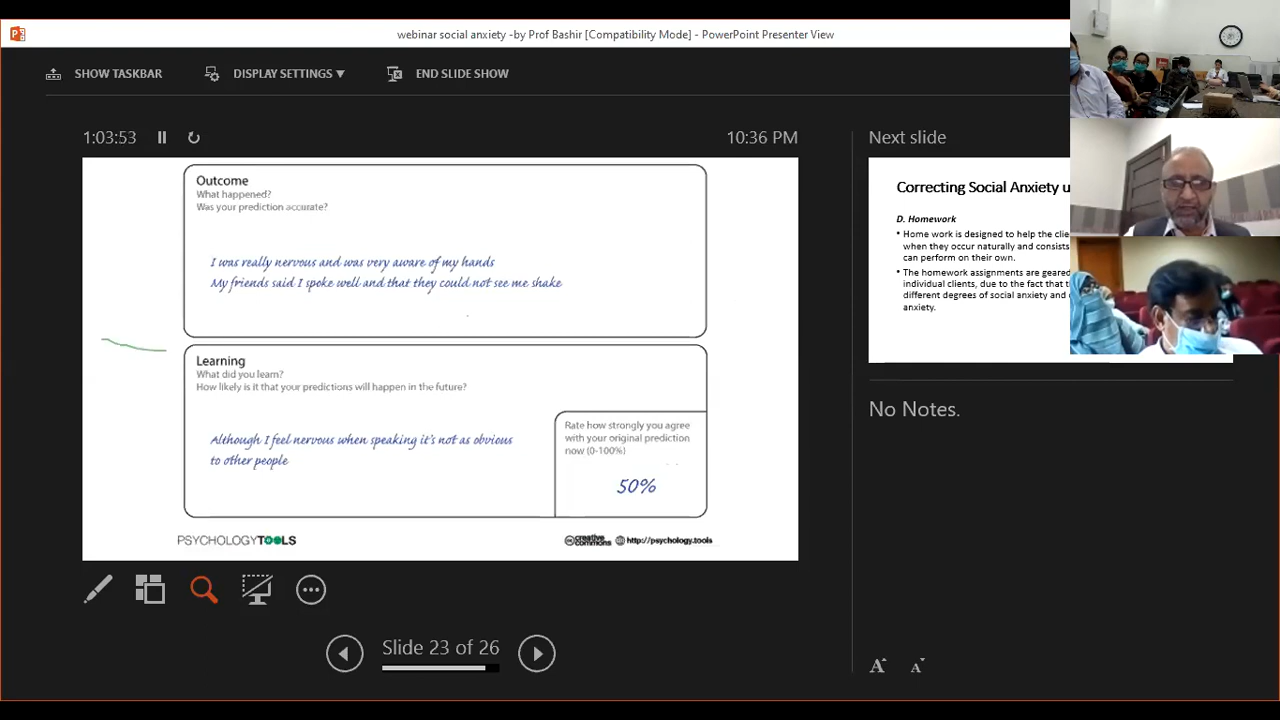 webinar social anxiety -by Prof Bashir [Compatibility Mode] - PowerPoint Presenter View
SHOW TASKBAR
DISPLAY SETTINGS ▼
END SLIDE SHOW
1:03:53
10:36 PM
Outcome
What happened?
Was your prediction accurate?
I was really nervous and was very aware of my hands
My friends said I spoke well and that they could not see me shake
Learning
What did you learn?
How likely is it that your predictions will happen in the future?
Although I feel nervous when speaking it's not as obvious
to other people
Rate how strongly you agree
with your original prediction
now (0-100%)
50%
PSYCHOLOGYTOOLS
creative commons http://psychology.tools
Slide 23 of 26
Next slide
Correcting Social Anxiety u
D. Homework
• Home work is designed to help the clie
when they occur naturally and consists
can perform on their own.
• The homework assignments are geared
individual clients, due to the fact that t
different degrees of social anxiety and
anxiety.
No Notes.
A A